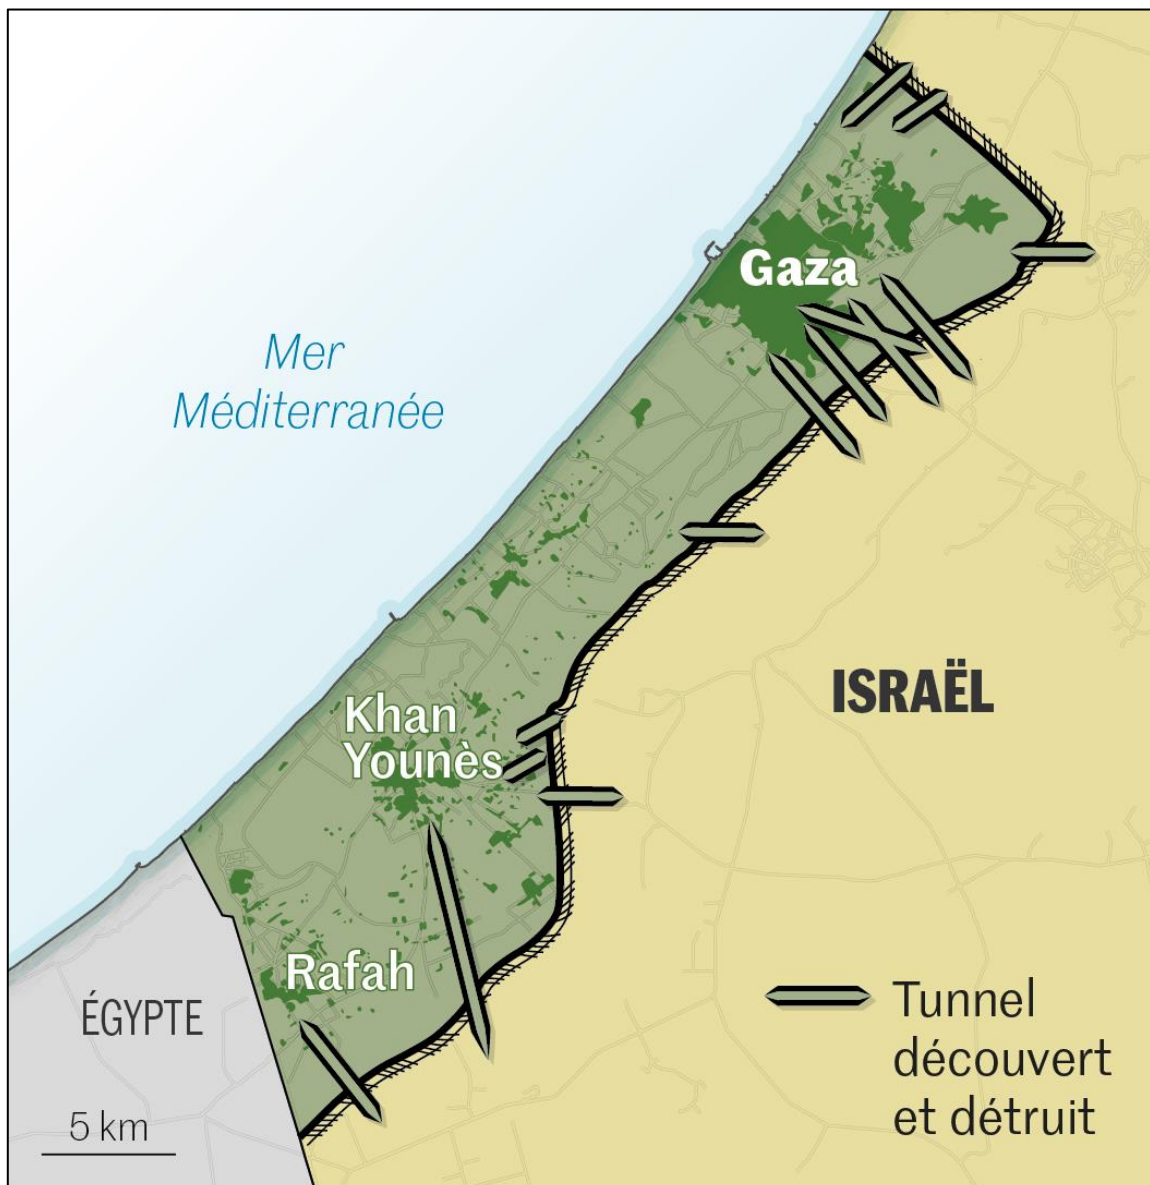 Gaza
Mer
Méditerranée
ISRAËL
Khan
Younès
Rafah
ÉGYPTE
5 km
Tunnel
découvert
et détruit